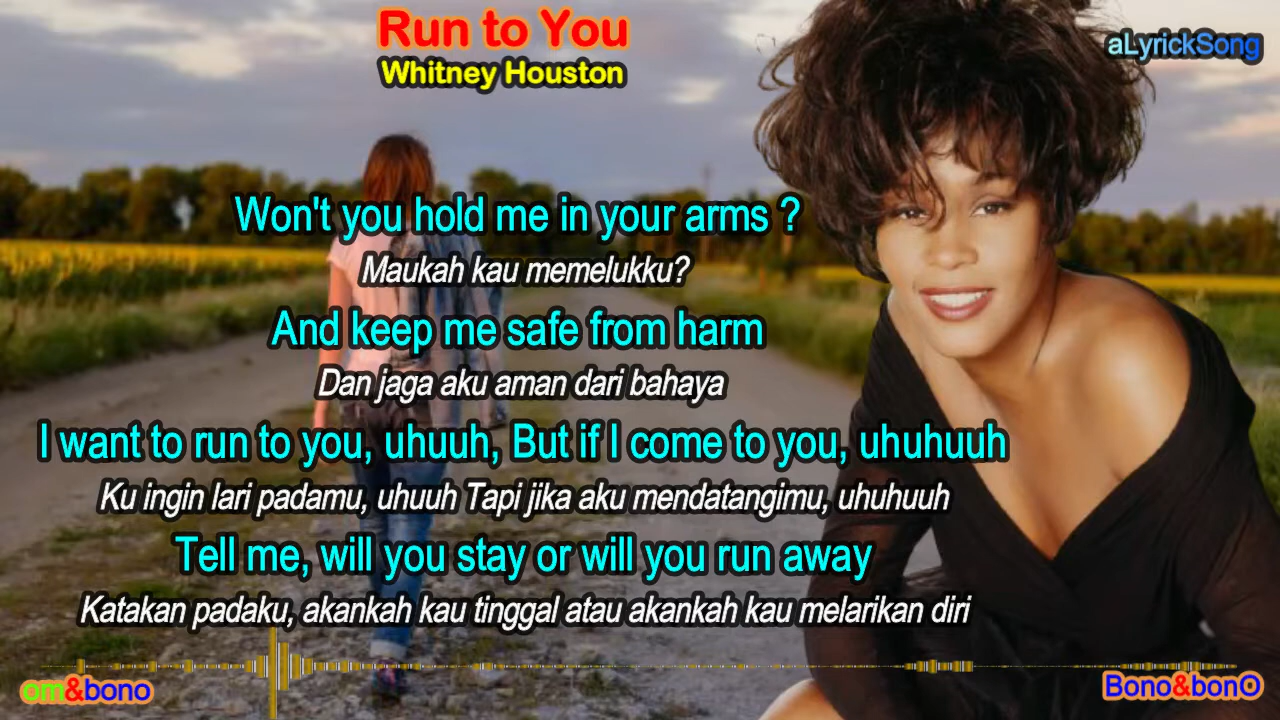 Run to You
Whitney Houston
aLyrickSong
Won't you hold me in your arms ?
Maukah kau memelukku?
And keep me safe from harm
Dan jaga aku aman dari bahaya
I want to run to you, uhuuh, But if I come to you, uhuhuuh
Ku ingin lari padamu, uhuuh Tapi jika aku mendatangimu, uhuhuuh
Tell me, will you stay or will you run away
Katakan padaku, akankah kau tinggal atau akankah kau melarikan diri
om&bono
Bono&bonʘ